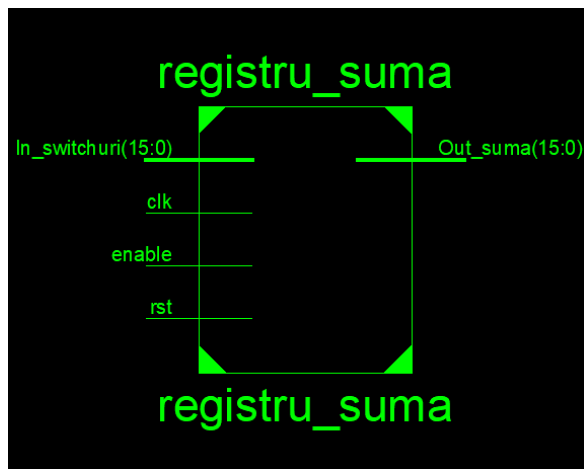 registru_suma
In_switchuri(15:0) Out_suma(15:0)
clk
enable
rst
registru_suma